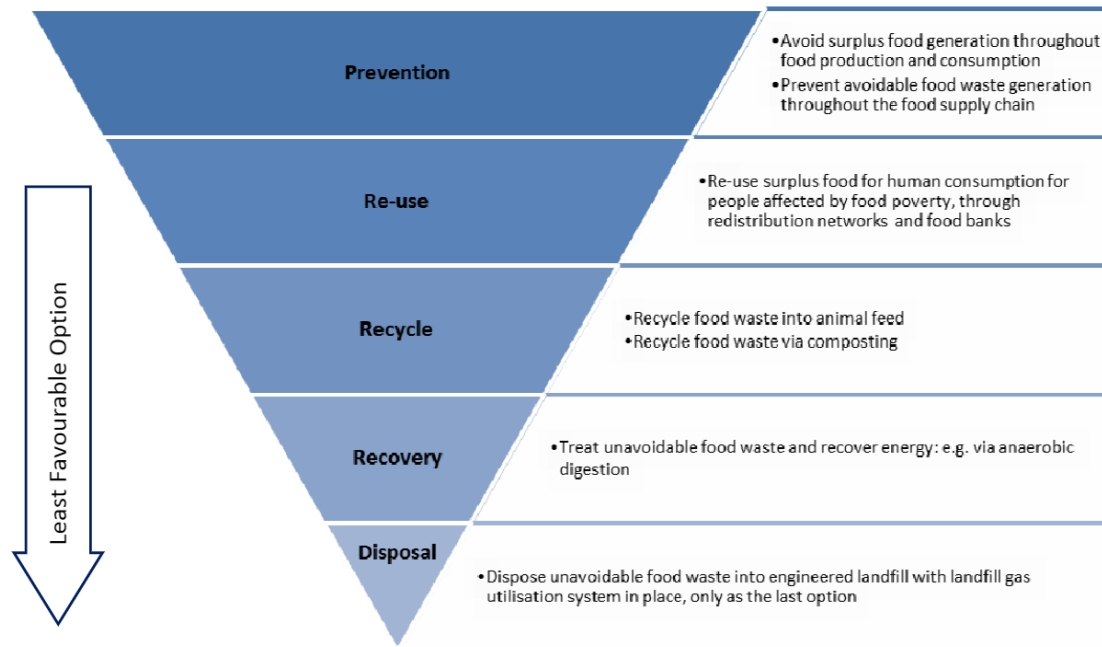 Prevention
•Avoid surplus food generation throughout
food production and consumption
•Prevent avoidable food waste generation
throughout the food supply chain
Re-use
•Re-use surplus food for human consumption for
people affected by food poverty, through
redistribution networks and food banks
Recycle
•Recycle food waste into animal feed
•Recycle food waste via composting
Recovery
•Treat unavoidable food waste and recover energy: e.g. via anaerobic
digestion
Disposal
•Dispose unavoidable food waste into engineered landfill with landfill gas
utilisation system in place, only as the last option
Least Favourable Option